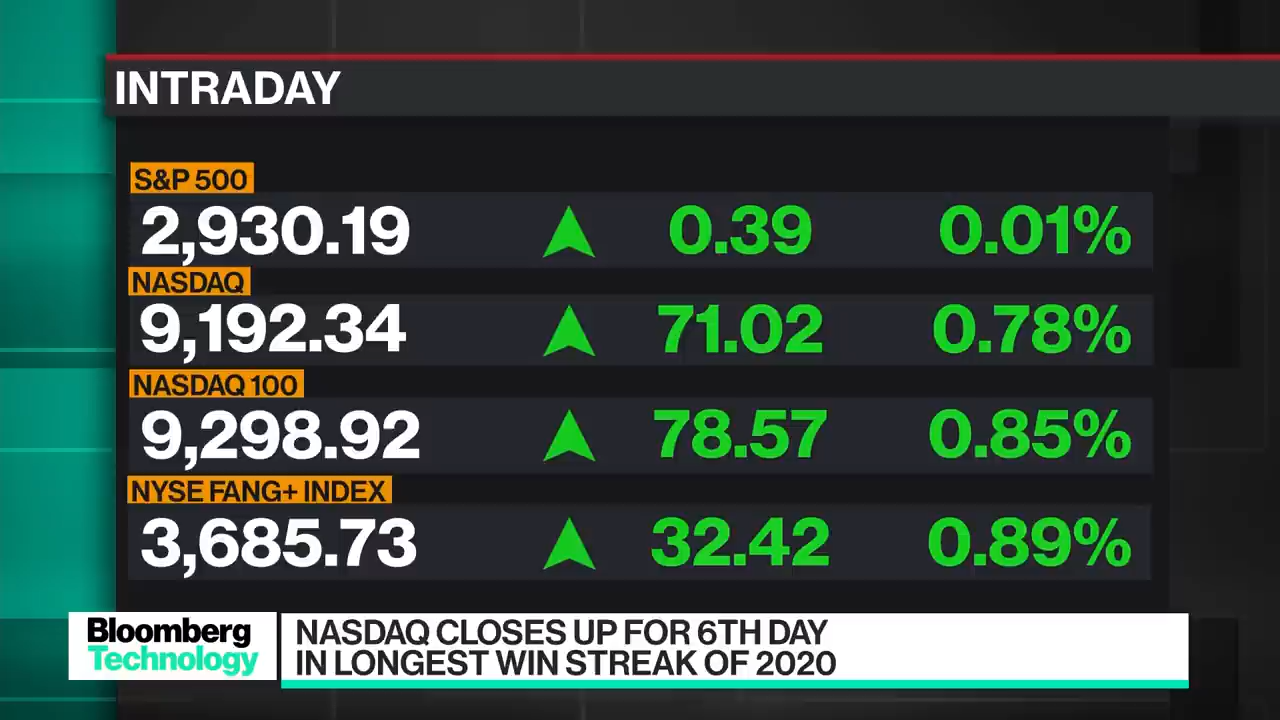 INTRADAY
S&P 500
2,930.19 ▲ 0.39 0.01%
NASDAQ
9,192.34 ▲ 71.02 0.78%
NASDAQ 100
9,298.92 ▲ 78.57 0.85%
NYSE FANG+ INDEX
3,685.73 ▲ 32.42 0.89%
Bloomberg
Technology
NASDAQ CLOSES UP FOR 6TH DAY
IN LONGEST WIN STREAK OF 2020